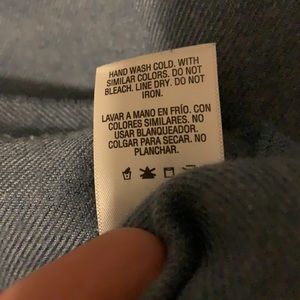 HAND WASH COLD. WITH
SIMILAR COLORS. DO NOT
BLEACH. LINE DRY. DO NOT
IRON.
LAVAR A MANO EN FRÍO. CON
COLORES SIMILARES. NO
USAR BLANQUEADOR.
COLGAR PARA SECAR. NO
PLANCHAR.